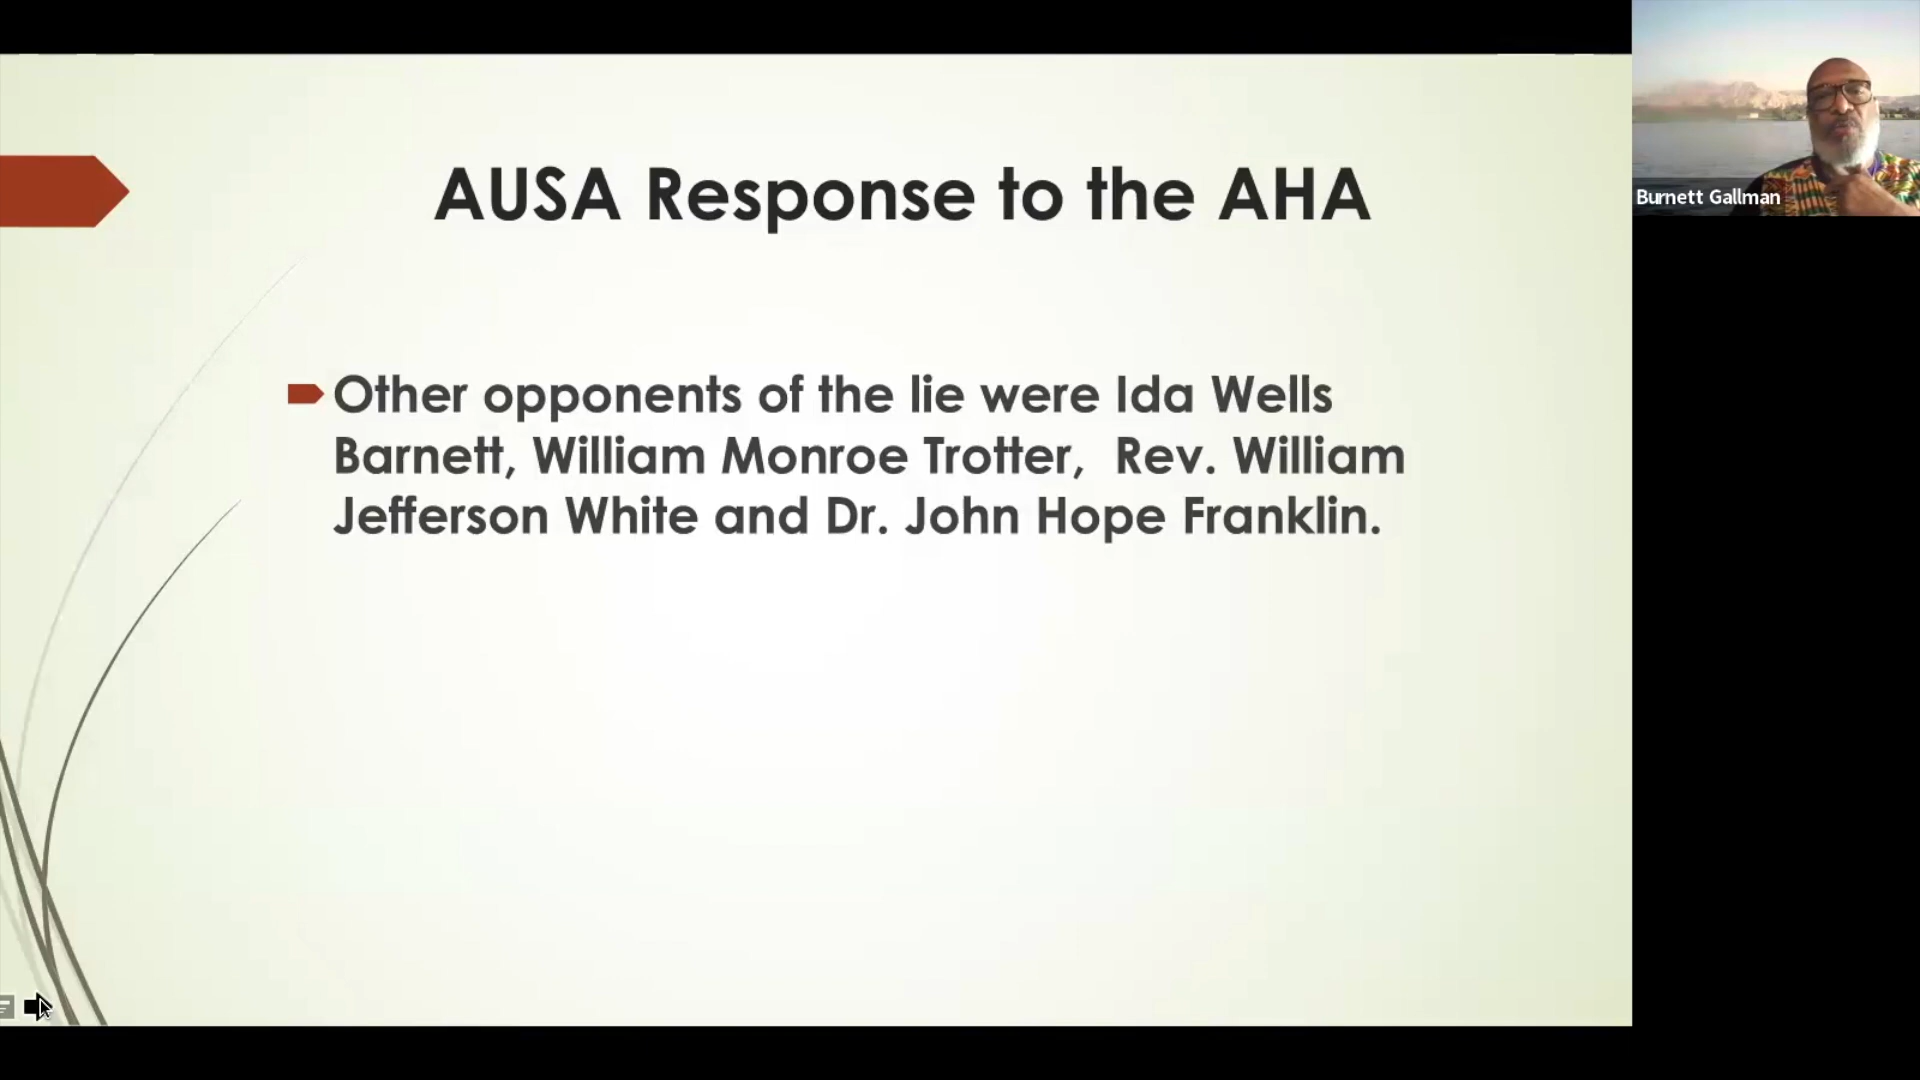 AUSA Response to the AHA
Other opponents of the lie were Ida Wells
Barnett, William Monroe Trotter,  Rev. William
Jefferson White and Dr. John Hope Franklin.
Burnett Gallman